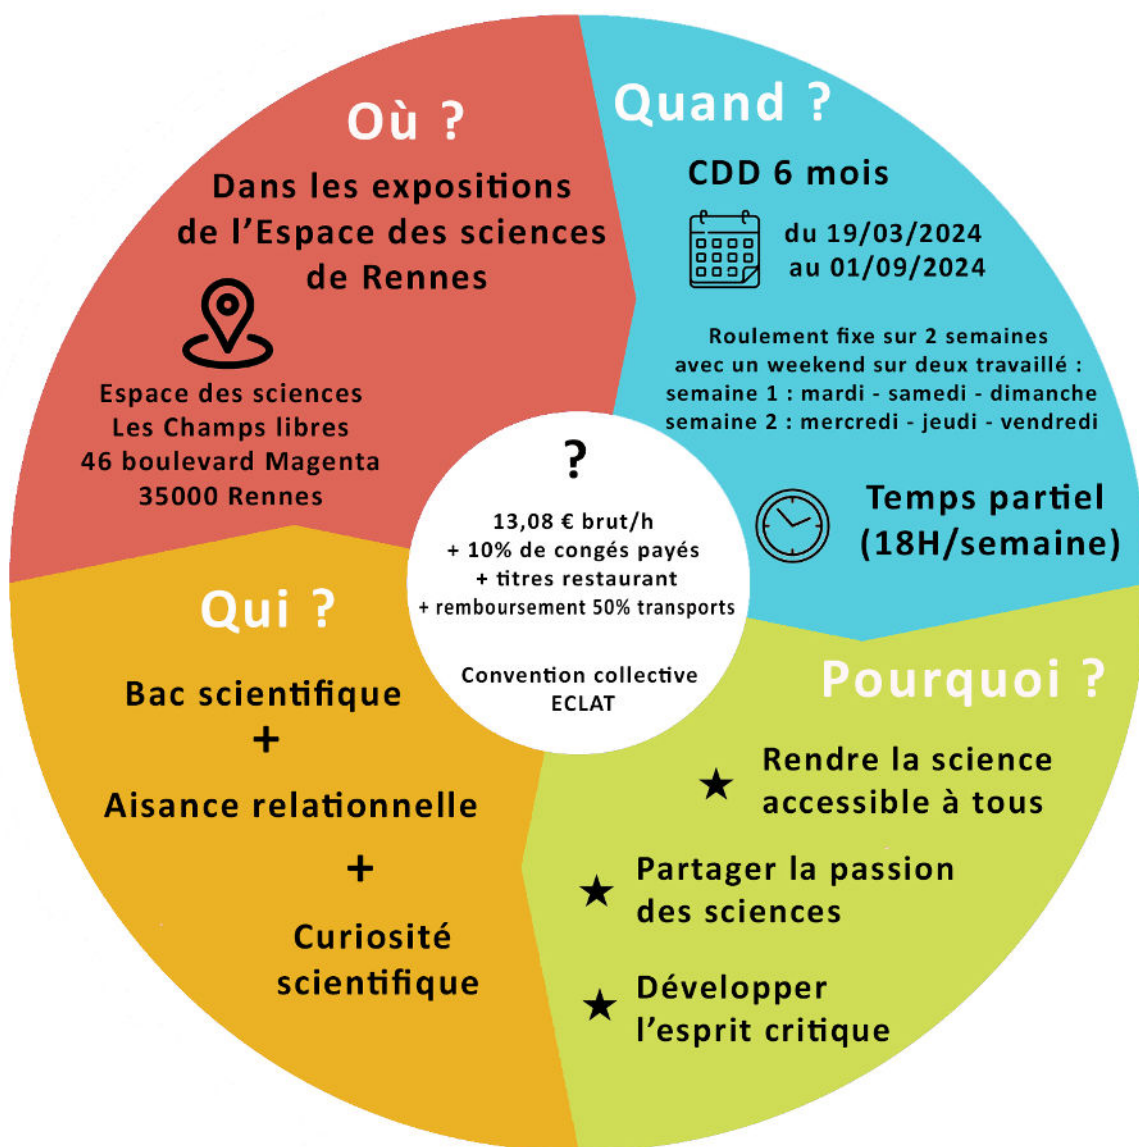 Où ?
Dans les expositions
de l'Espace des sciences
de Rennes
Espace des sciences
Les Champs libres
46 boulevard Magenta
35000 Rennes
Quand ?
CDD 6 mois
du 19/03/2024
au 01/09/2024
Roulement fixe sur 2 semaines
avec un weekend sur deux travaillé :
semaine 1 : mardi - samedi - dimanche
semaine 2 : mercredi - jeudi - vendredi
Temps partiel
(18H/semaine)
?
13,08 € brut/h
+ 10% de congés payés
+ titres restaurant
+ remboursement 50% transports
Convention collective
ECLAT
Qui ?
Bac scientifique
+
Aisance relationnelle
+
Curiosité
scientifique
Pourquoi ?
★ Rendre la science
accessible à tous
★ Partager la passion
des sciences
★ Développer
l'esprit critique